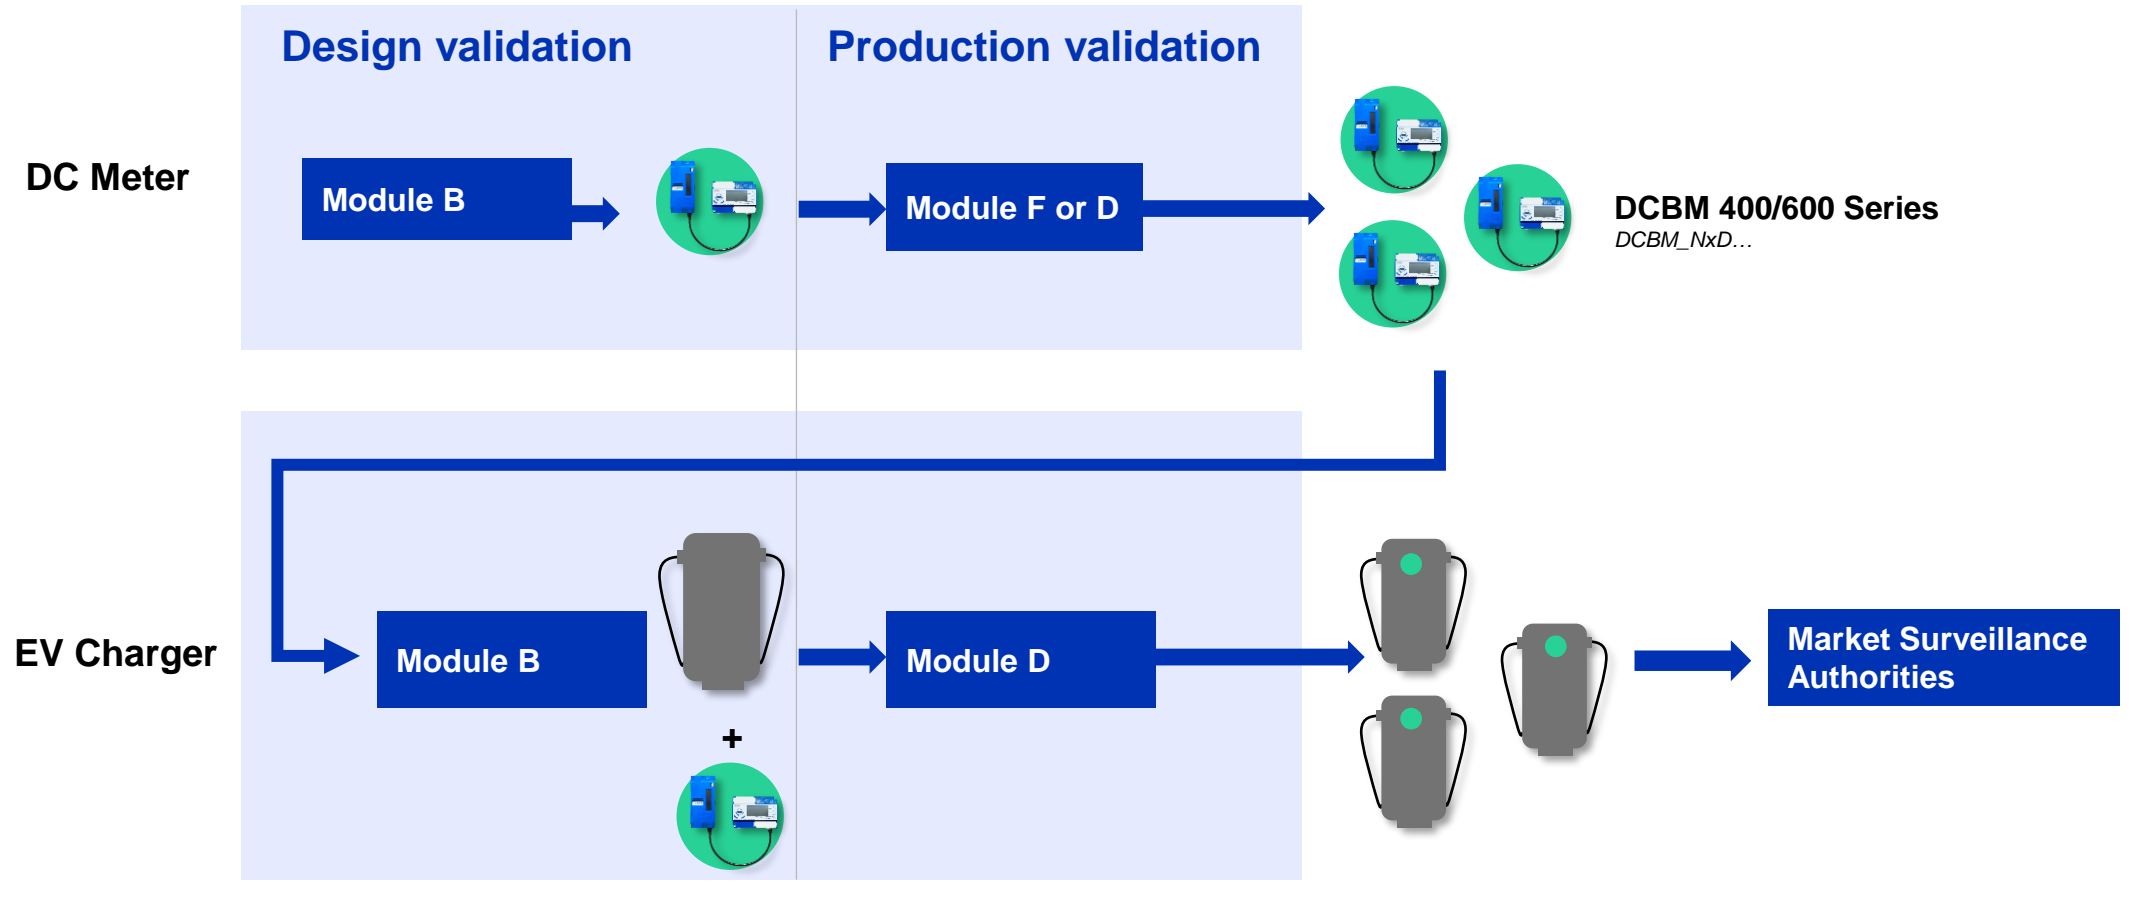 Design validation
Production validation
DC Meter
Module B
Module F or D
DCBM 400/600 Series
DCBM_NxD…
EV Charger
Module B
+
Module D
Market Surveillance
Authorities